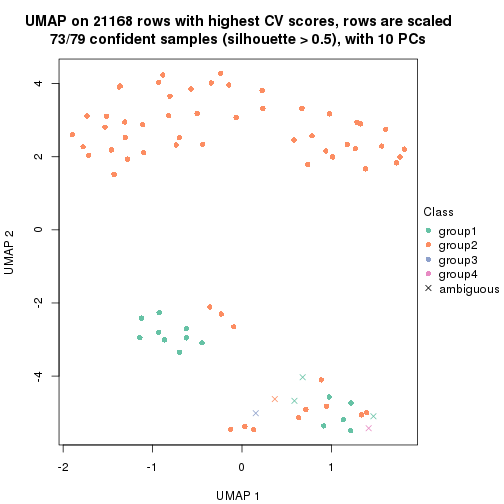 UMAP on 21168 rows with highest CV scores, rows are scaled
73/79 confident samples (silhouette > 0.5), with 10 PCs
4
2
0
-2
-4
UMAP 2
-2
-1
0
1
UMAP 1
Class
group1
group2
group3
group4
ambiguous